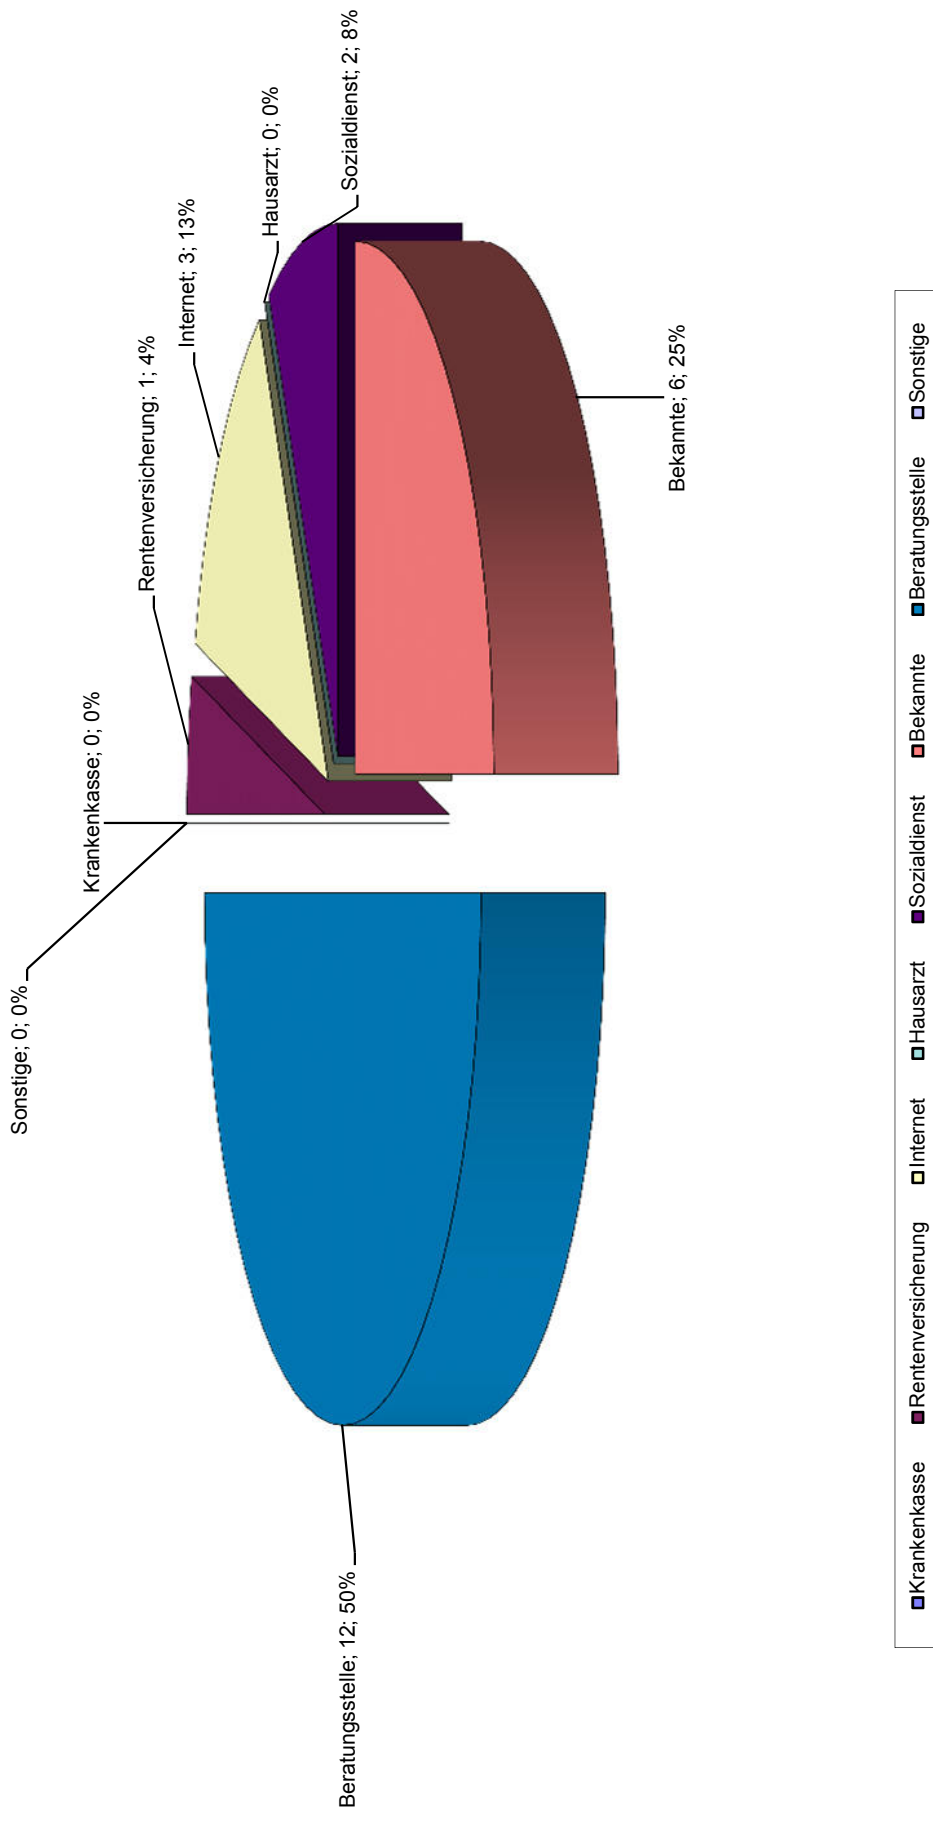 Sonstige; 0; 0%
Krankenkasse; 0; 0%
Rentenversicherung; 1; 4%
Internet; 3; 13%
Hausarzt; 0; 0%
Sozialdienst; 2; 8%
Beratungsstelle; 12; 50%
Bekannte; 6; 25%
Krankenkasse Rentenversicherung Internet Hausarzt Sozialdienst Bekannte Beratungsstelle Sonstige